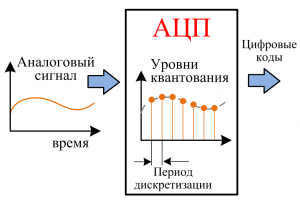 АЦП
Аналоговый
сигнал
время
Уровни
квантования
Период
дискретизации
Цифровые
коды